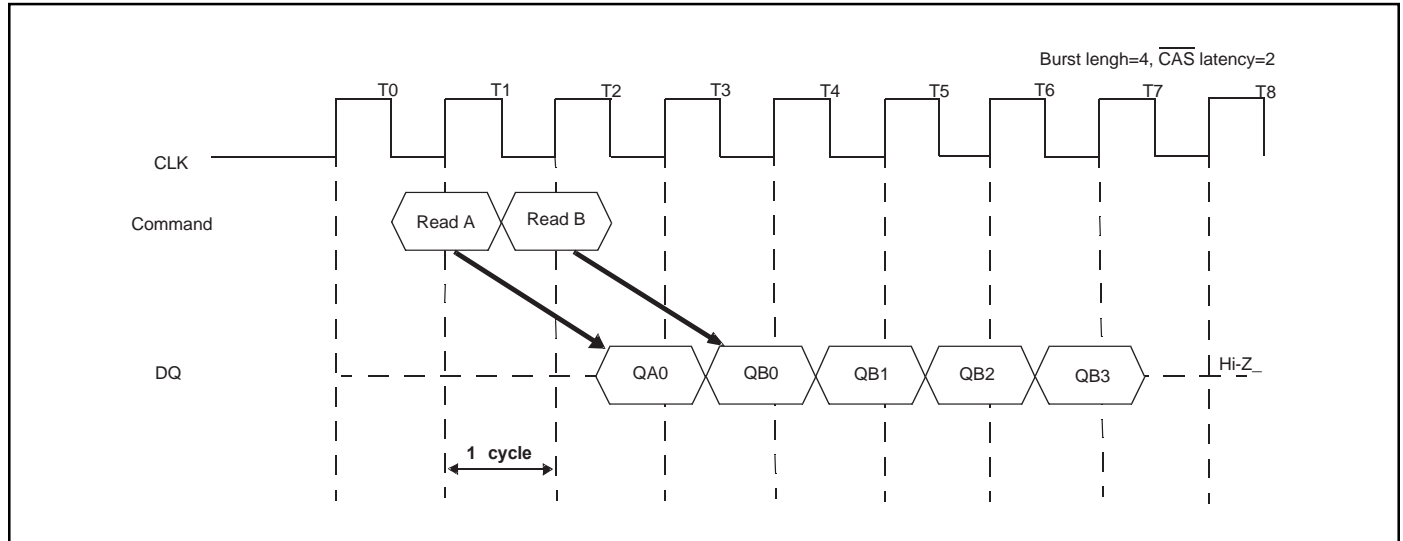 Burst lengh=4, CAS latency=2
T0 T1 T2 T3 T4 T5 T6 T7 T8
CLK
Command Read A Read B
DQ QA0 QB0 QB1 QB2 QB3 Hi-Z_
1 cycle